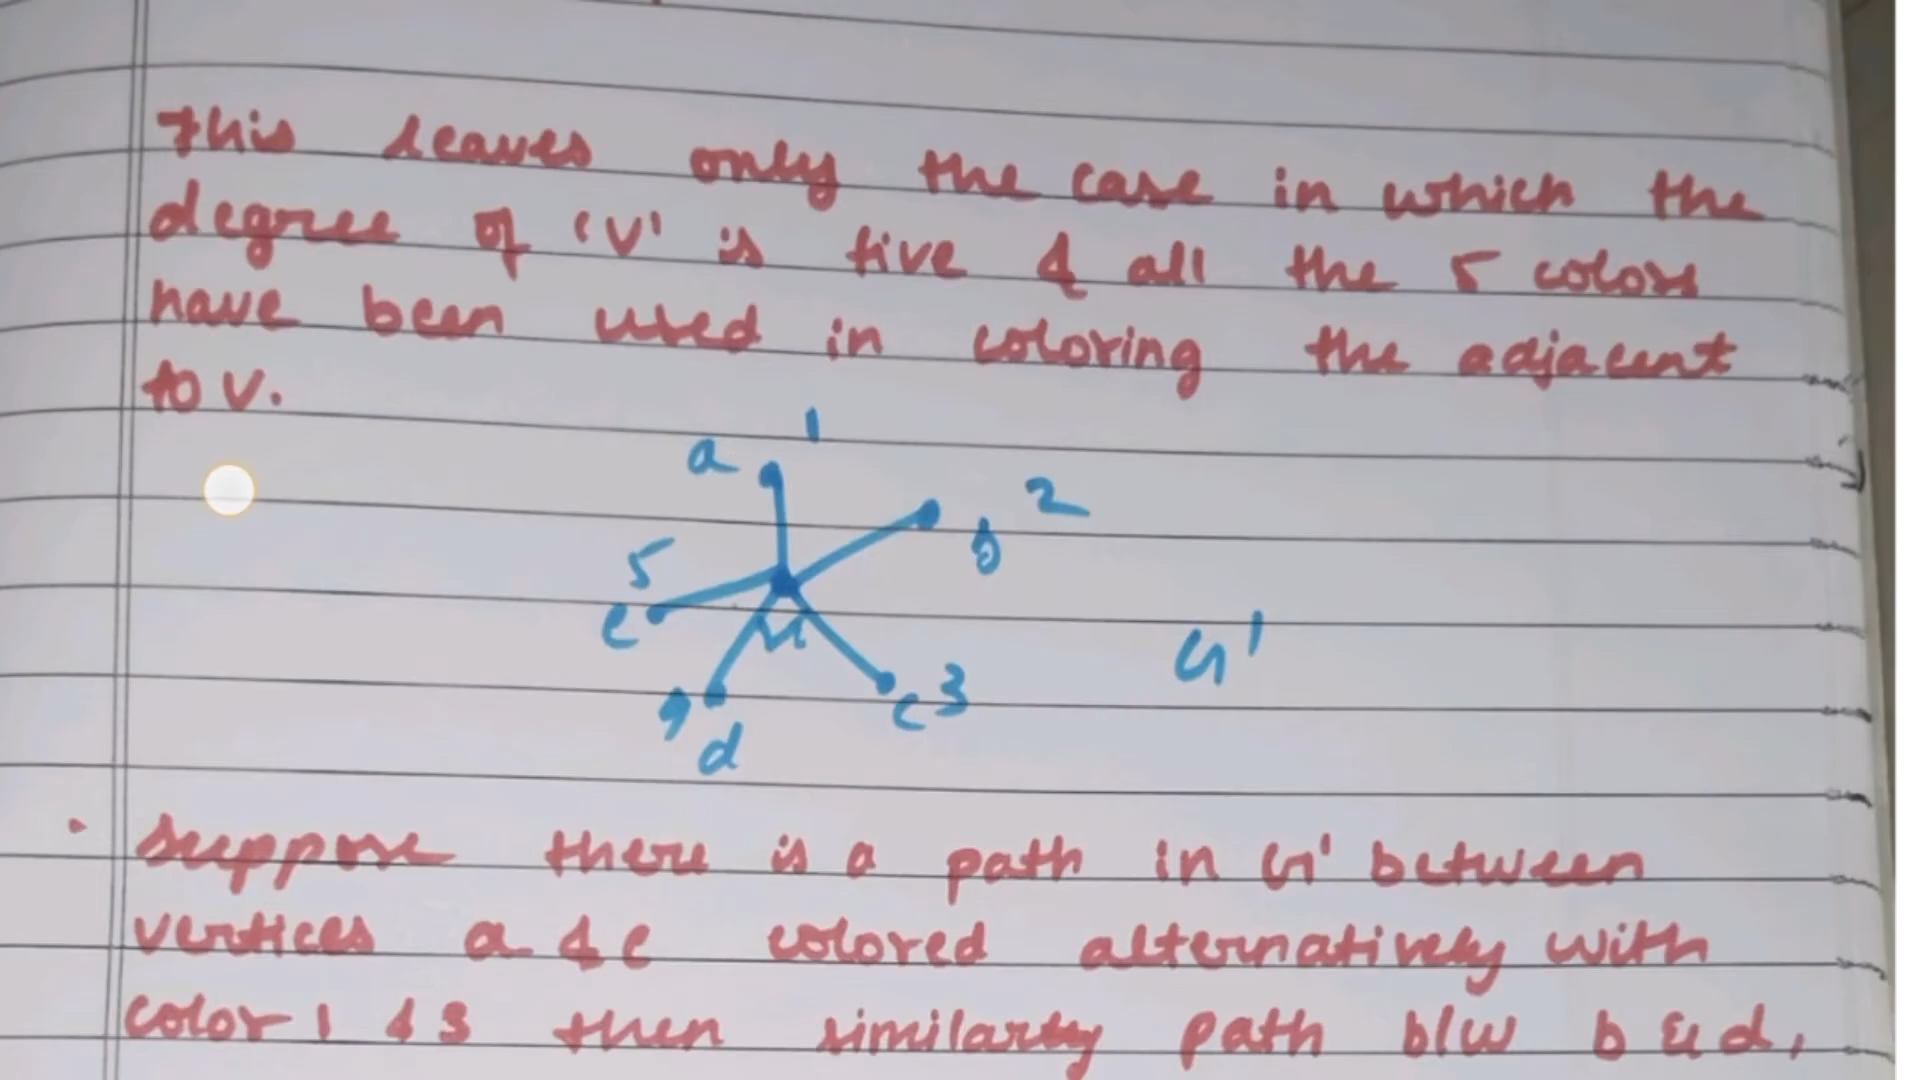 This leaves only the case in which the
degree of 'V' is five & all the 5 colors
have been used in coloring the adjacent
to V.
a 1
2
b
5
e
G'
c 3
d
• Suppose there is a path in G' between
vertices a & c colored alternatively with
color 1 & 3 then similarly path b/w b & d,